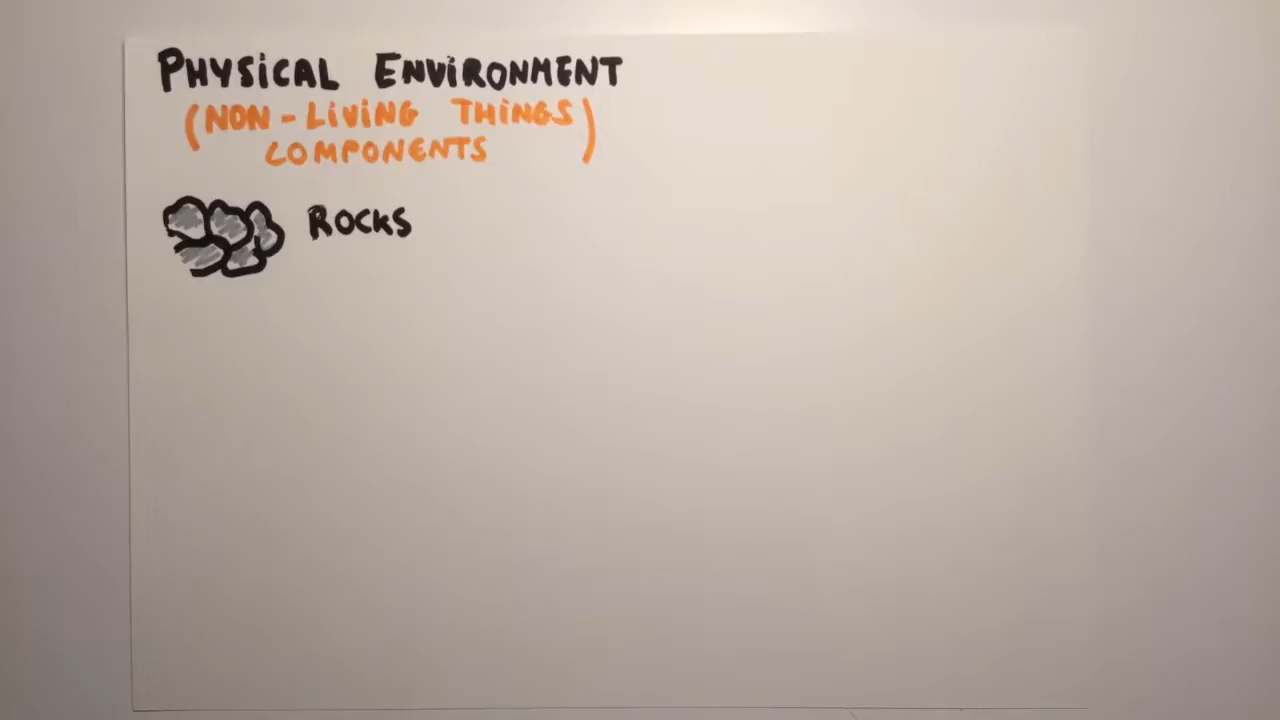 PHYSiCAL ENViRONMENT
(NON-LiViNG THiNGS
COMPONENTS)
ROCKS